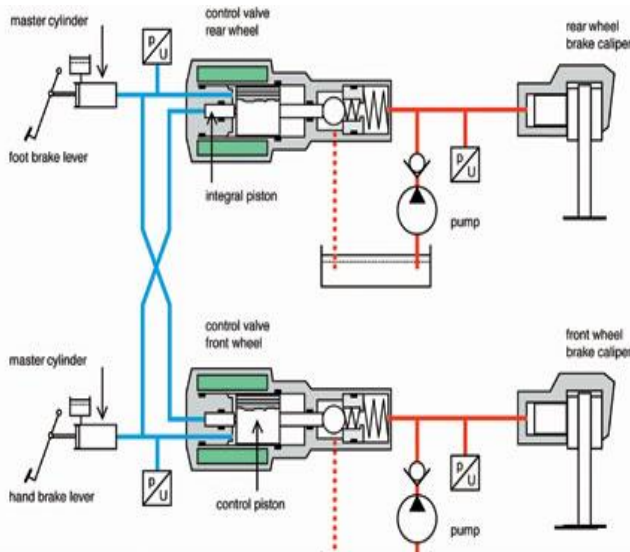 master cylinder
control valve
rear wheel
rear wheel
brake caliper
p
U
foot brake lever
integral piston
p
U
pump
master cylinder
control valve
front wheel
front wheel
brake caliper
p
U
hand brake lever
control piston
p
U
pump